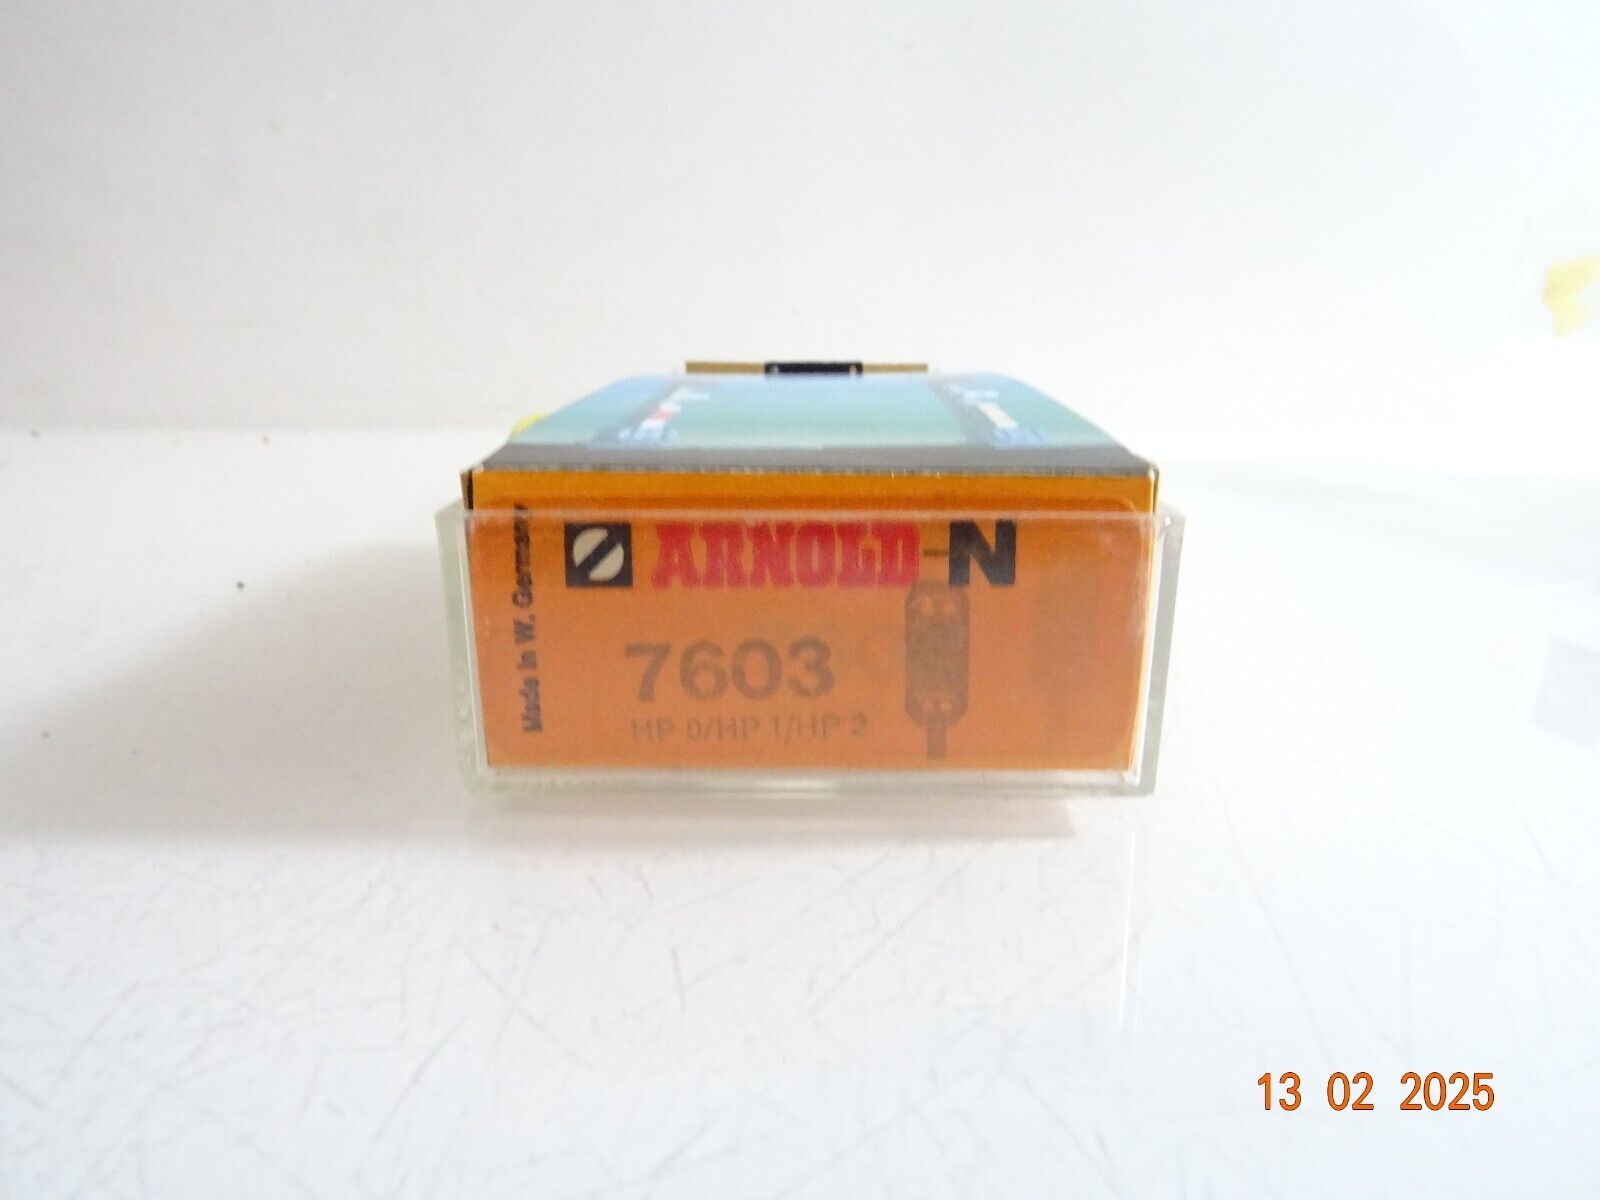 ARNOLD-N
Made in W. Germany
7603
HP 0/HP 1/HP 2
13 02 2025